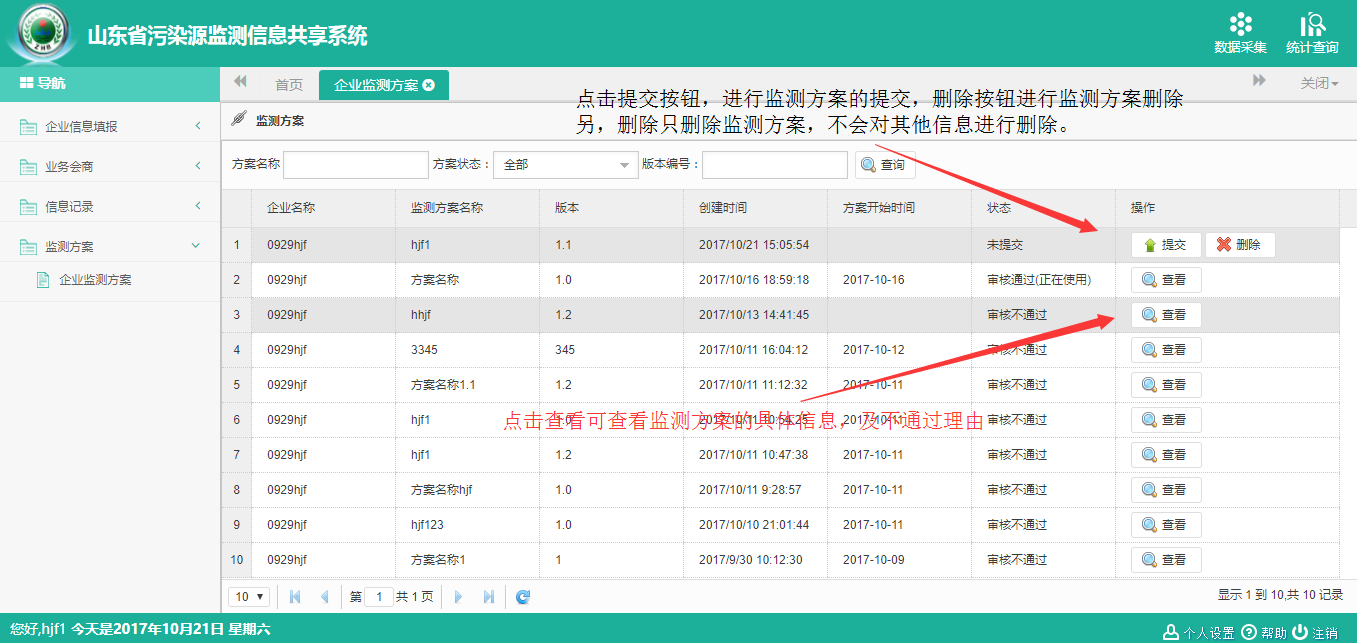 山东省污染源监测信息共享系统
数据采集
统计查询
导航
首页
企业监测方案
关闭
点击提交按钮，进行监测方案的提交，删除按钮进行监测方案删除
另，删除只删除监测方案，不会对其他信息进行删除。
企业信息填报
业务会商
信息记录
监测方案
企业监测方案
监测方案
方案名称 方案状态： 全部 版本编号： 查询
企业名称 监测方案名称 版本 创建时间 方案开始时间 状态 操作
1 0929hjf hjf1 1.1 2017/10/21 15:05:54 未提交 提交 删除
2 0929hjf 方案名称 1.0 2017/10/16 18:59:18 2017-10-16 审核通过(正在使用) 查看
3 0929hjf hhjf 1.2 2017/10/13 14:41:45 审核不通过 查看
4 0929hjf 3345 345 2017/10/11 16:04:12 2017-10-12 审核不通过 查看
5 0929hjf 方案名称1.1 1.2 2017/10/11 11:12:32 2017-10-11 审核不通过 查看
点击查看可查看监测方案的具体信息，及不通过理由
6 0929hjf hjf1 1.0 2017/10/11 10:54:25 2017-10-11 审核不通过 查看
7 0929hjf hjf1 1.2 2017/10/11 10:47:38 2017-10-11 审核不通过 查看
8 0929hjf 方案名称hjf 1.0 2017/10/11 9:28:57 2017-10-11 审核不通过 查看
9 0929hjf hjf123 1.0 2017/10/10 21:01:44 2017-10-11 审核不通过 查看
10 0929hjf 方案名称1 1 2017/9/30 10:12:30 2017-10-09 审核不通过 查看
10 第 1 共 1 页 显示 1 到 10,共 10 记录
您好,hjf1 今天是2017年10月21日 星期六 个人设置 帮助 注销
ZHB